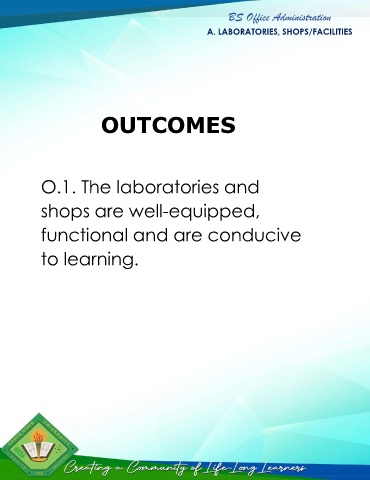 BS Office Administration
A. LABORATORIES, SHOPS/FACILITIES
OUTCOMES
O.1. The laboratories and
shops are well-equipped,
functional and are conducive
to learning.
Creating a Community of Life-Long Learners